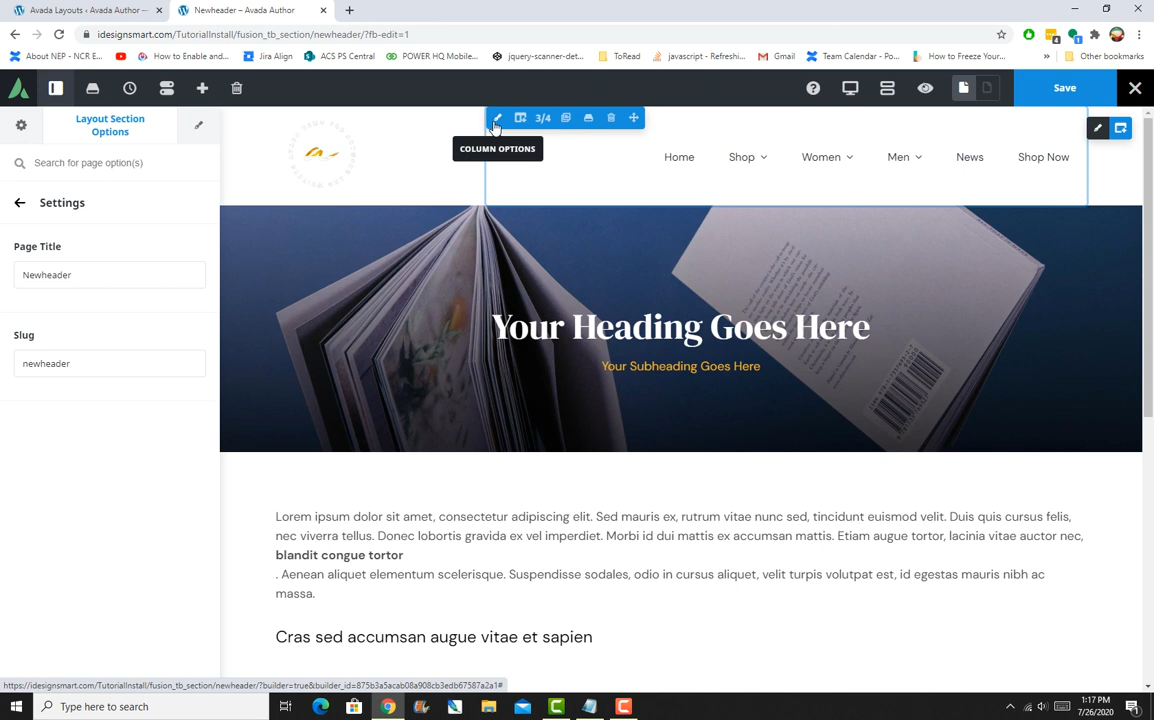 Avada Layouts ‹ Avada Author —
Newheader – Avada Author
idesignsmart.com/TutorialInstall/fusion_tb_section/newheader/?fb-edit=1
About NEP - NCR E...
How to Enable and...
Jira Align
ACS PS Central
POWER HQ Mobile...
jquery-scanner-det...
ToRead
javascript - Refreshi...
Gmail
Team Calendar - Po...
How to Freeze Your...
»
Other bookmarks
Save
Layout Section
Options
3/4
COLUMN OPTIONS
Search for page option(s)
Home
Shop
Women
Men
News
Shop Now
Settings
Page Title
Newheader
Slug
newheader
Your Heading Goes Here
Your Subheading Goes Here
Lorem ipsum dolor sit amet, consectetur adipiscing elit. Sed mauris ex, rutrum vitae nunc sed, tincidunt euismod velit. Duis quis cursus felis,
nec viverra tellus. Donec lobortis gravida ex vel imperdiet. Morbi id dui mattis ex accumsan mattis. Etiam augue tortor, lacinia vitae auctor nec,
blandit congue tortor
. Aenean aliquet elementum scelerisque. Suspendisse sodales, odio in cursus aliquet, velit turpis volutpat est, id egestas mauris nibh ac
massa.
Cras sed accumsan augue vitae et sapien
https://idesignsmart.com/TutorialInstall/fusion_tb_section/newheader/?builder=true&builder_id=875b3a5acab08a908cb3edb67587a2a1#
Type here to search
1:17 PM
7/26/2020